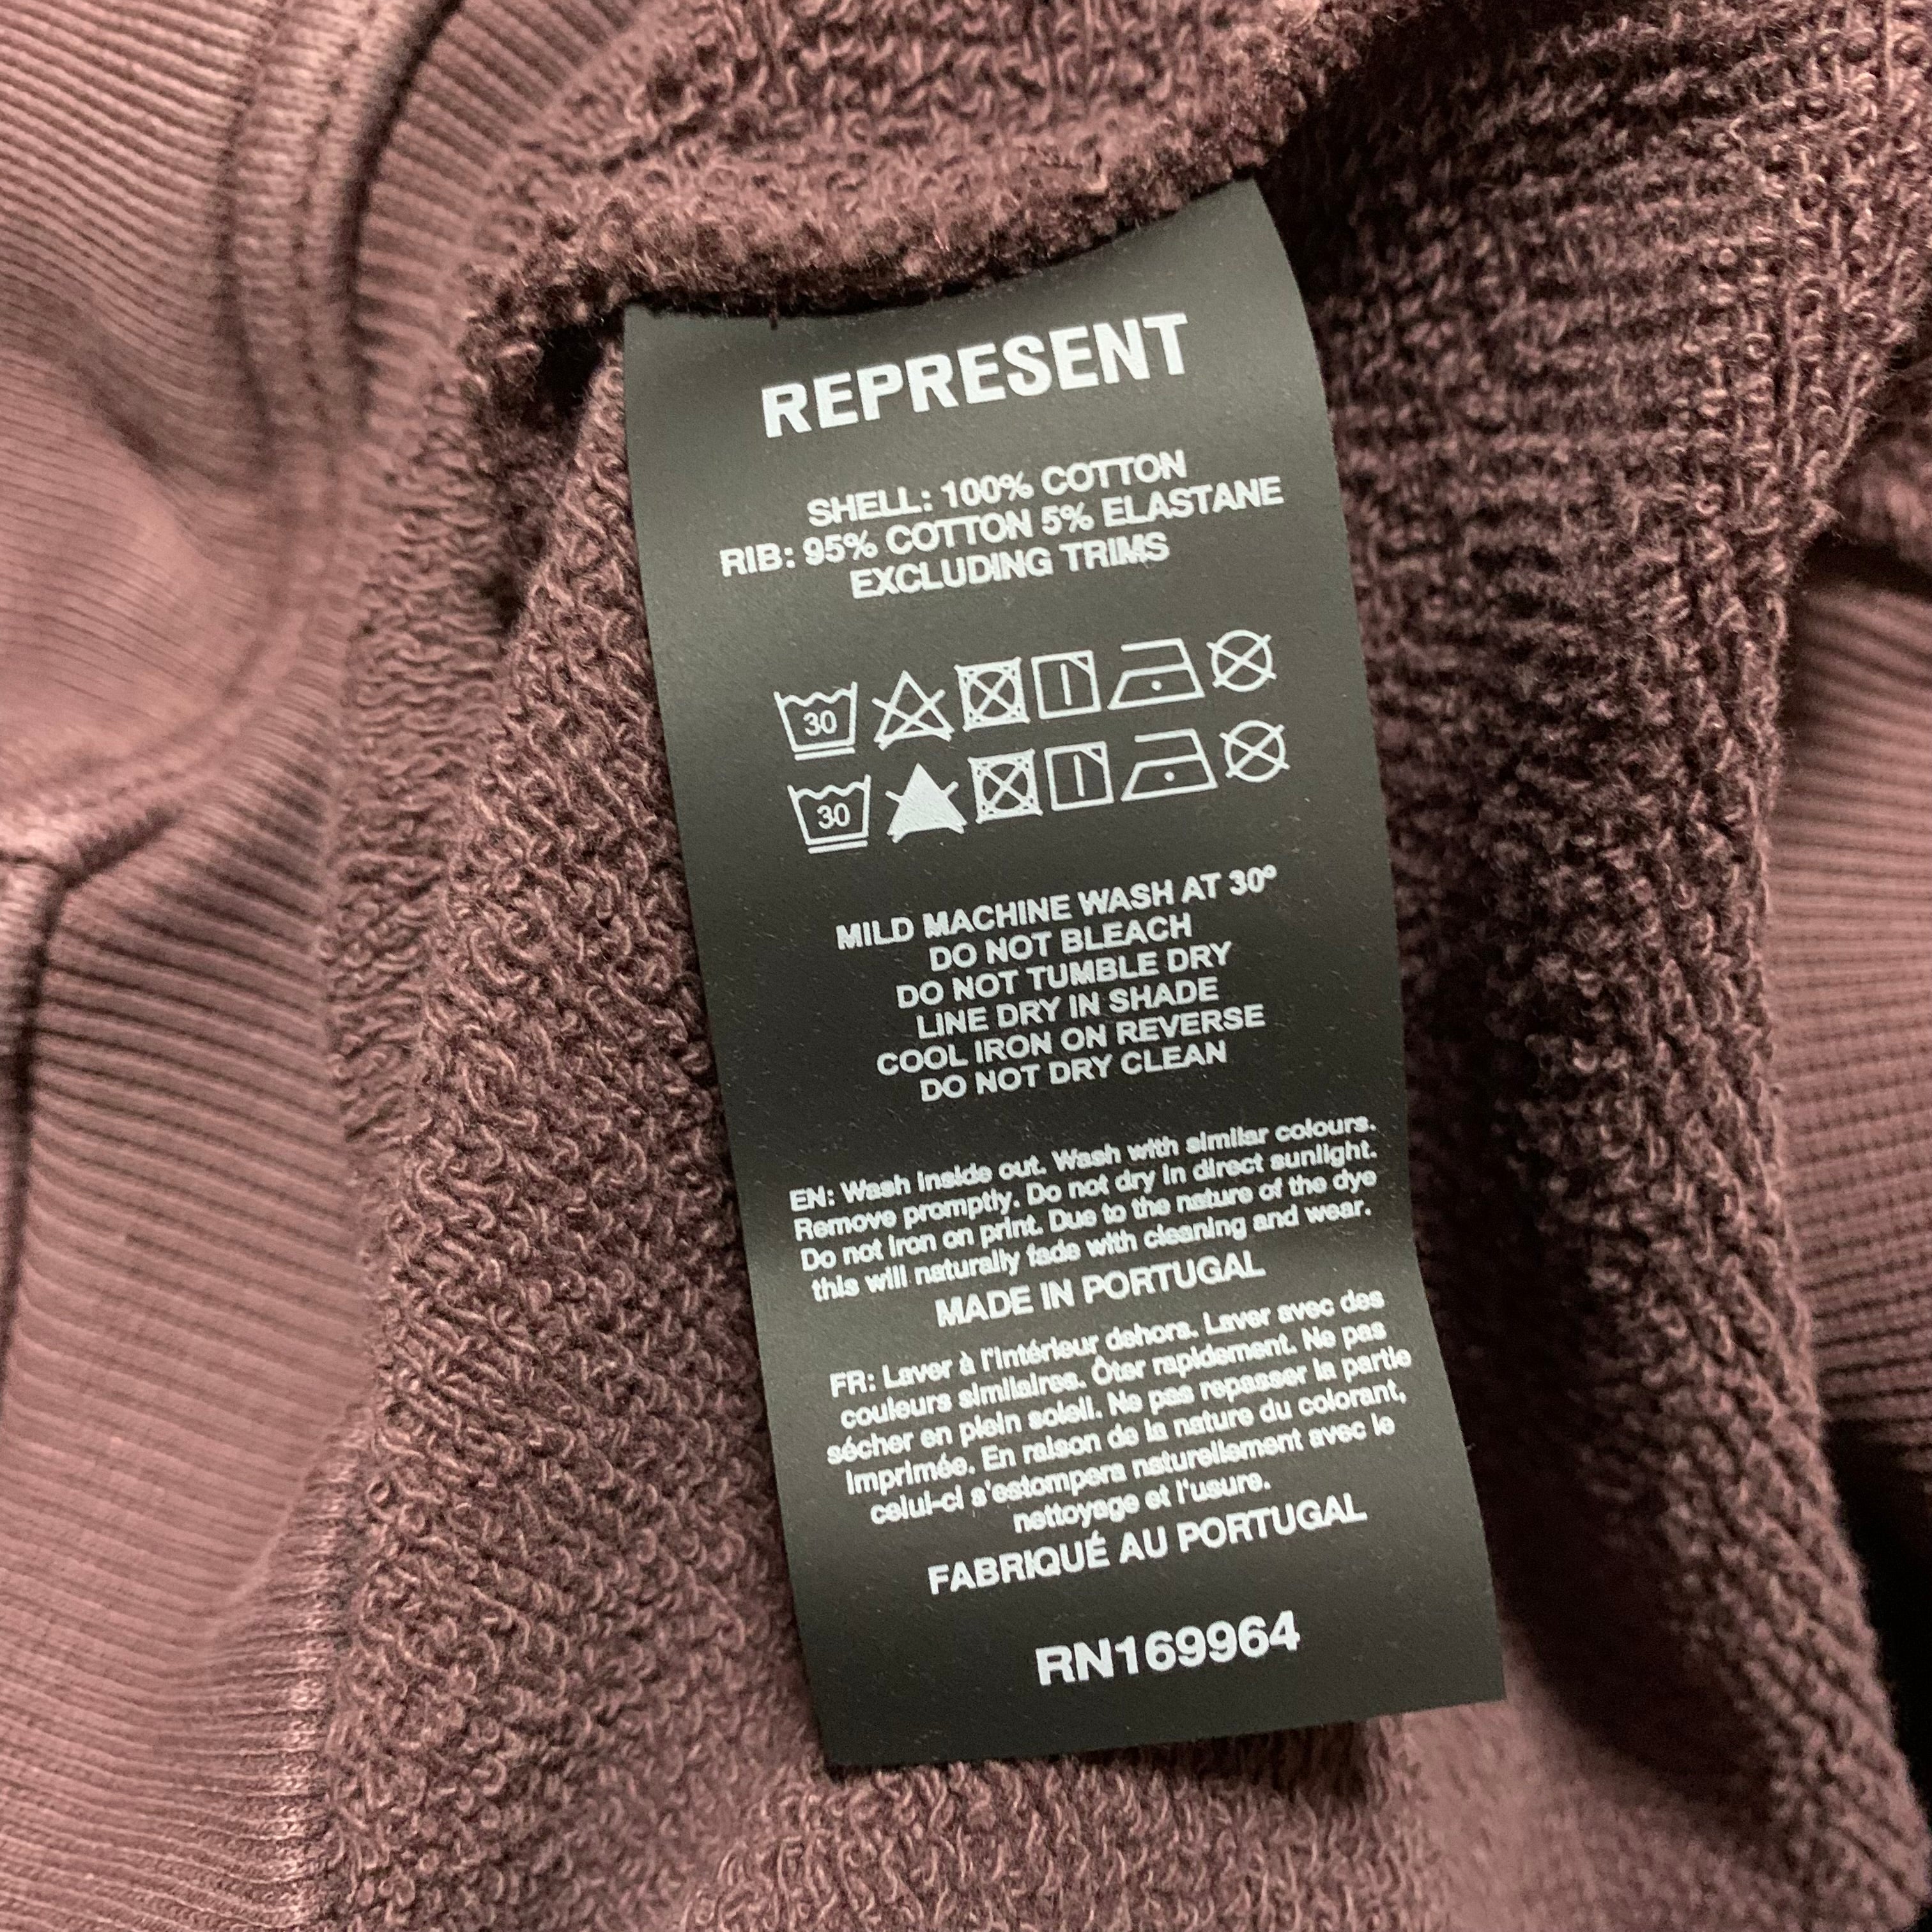 REPRESENT
SHELL: 100% COTTON
RIB: 95% COTTON 5% ELASTANE
EXCLUDING TRIMS
30
30
MILD MACHINE WASH AT 30°
DO NOT BLEACH
DO NOT TUMBLE DRY
LINE DRY IN SHADE
COOL IRON ON REVERSE
DO NOT DRY CLEAN
EN: Wash inside out. Wash with similar colours.
Remove promptly. Do not dry in direct sunlight.
Do not iron on print. Due to the nature of the dye
this will naturally fade with cleaning and wear.
MADE IN PORTUGAL
FR: Laver à l'intérieur dehors. Laver avec des
couleurs similaires. Ôter rapidement. Ne pas
sécher en plein soleil. Ne pas repasser la partie
imprimée. En raison de la nature du colorant,
celui-ci s'estompera naturellement avec le
nettoyage et l'usure.
FABRIQUÉ AU PORTUGAL
RN169964